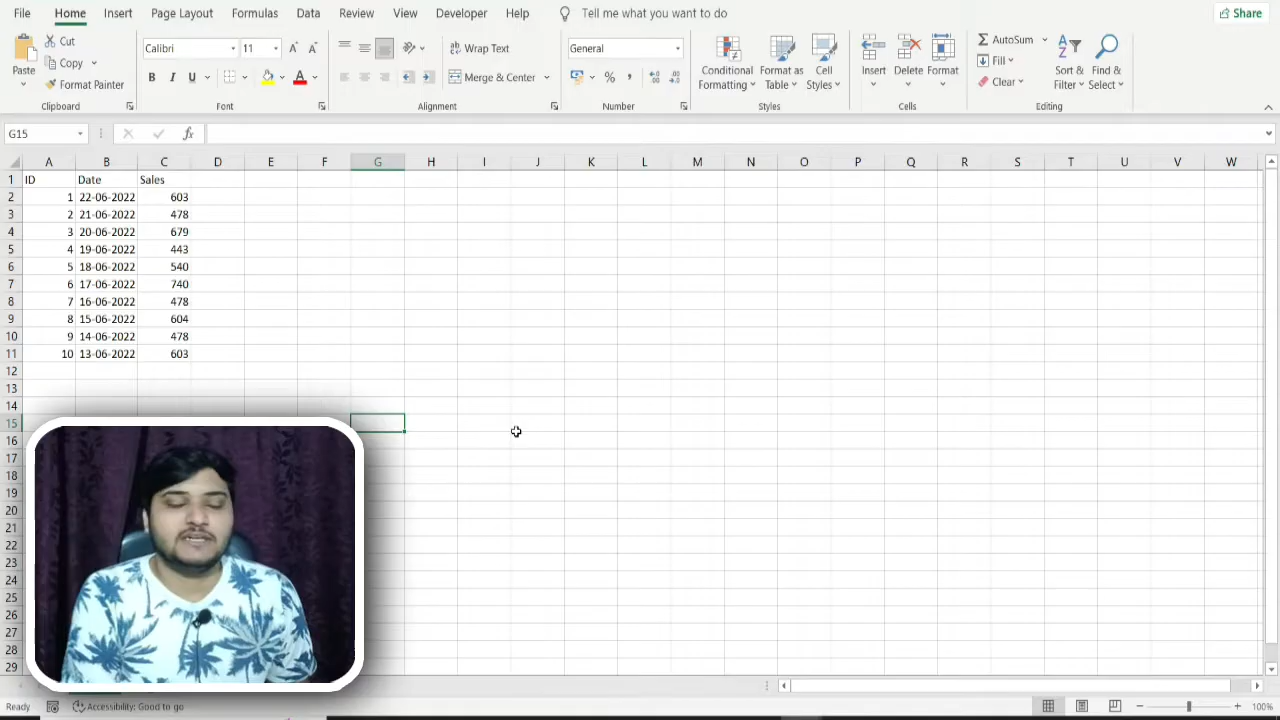 File Home Insert Page Layout Formulas Data Review View Developer Help Tell me what you want to do Share
Paste Cut Copy Format Painter Clipboard
Calibri 11 B I U A Font
Wrap Text Merge & Center Alignment
General % , Number
Conditional Formatting Format as Table Cell Styles Styles
Insert Delete Format Cells
AutoSum Fill Clear Sort & Filter Find & Select Editing
G15 fx
A B C D E F G H I J K L M N O P Q R S T U V W
1 ID Date Sales
2 1 22-06-2022 603
3 2 21-06-2022 478
4 3 20-06-2022 679
5 4 19-06-2022 443
6 5 18-06-2022 540
7 6 17-06-2022 740
8 7 16-06-2022 478
9 8 15-06-2022 604
10 9 14-06-2022 478
11 10 13-06-2022 603
12
13
14
15
16
17
18
19
20
21
22
23
24
25
26
27
28
29
Ready Accessibility: Good to go 100%